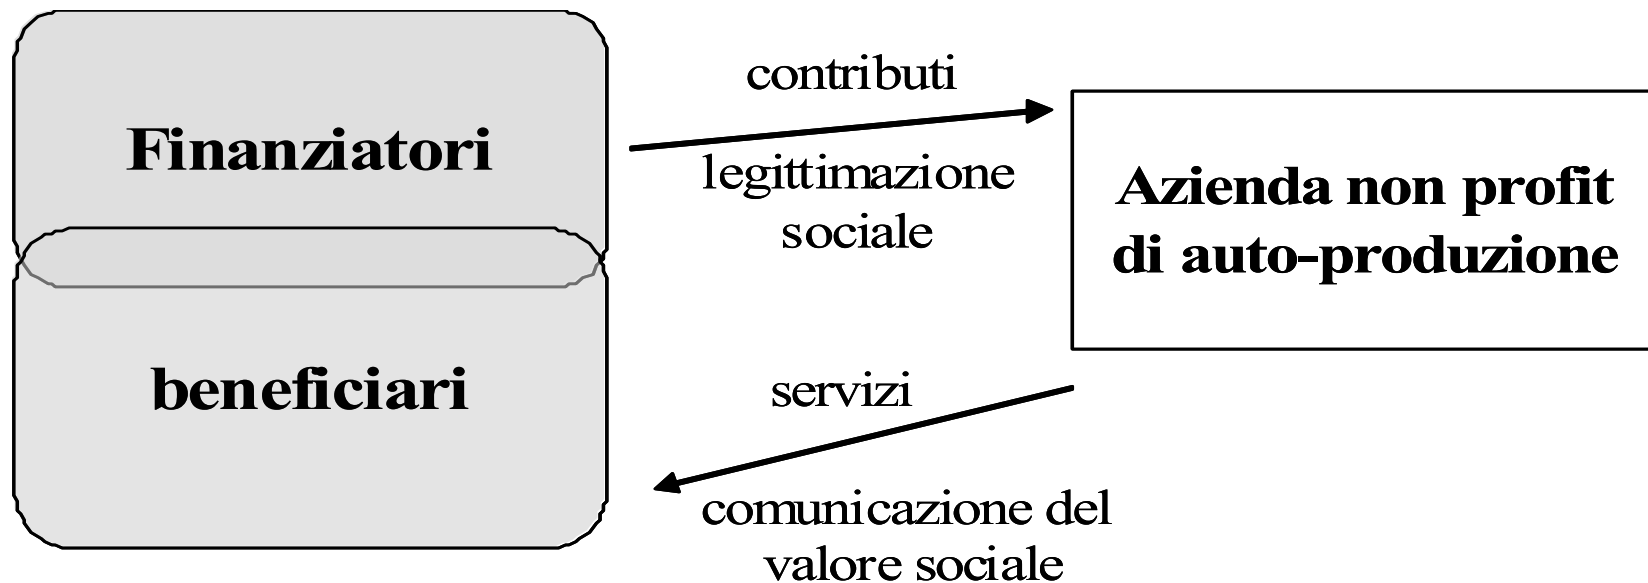 Finanziatori
beneficiari
contributi
legittimazione
sociale
Azienda non profit
di auto-produzione
servizi
comunicazione del
valore sociale